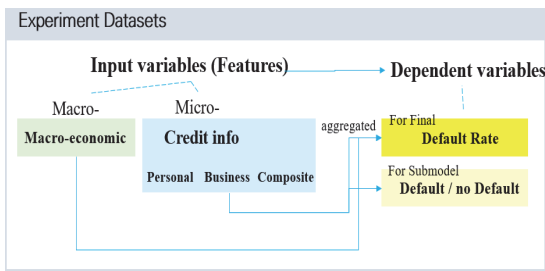 Experiment Datasets
Input variables (Features)
Dependent variables
Macro-
Micro-
Macro-economic
Credit info
Personal Business Composite
aggregated
For Final
Default Rate
For Submodel
Default / no Default